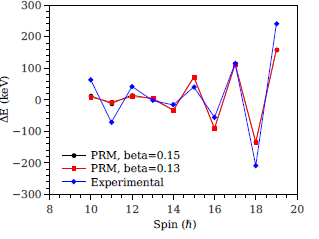 300
200
100
0
−100
−200
−300
ΔE (keV)
PRM, beta=0.15
PRM, beta=0.13
Experimental
8 10 12 14 16 18 20
Spin (ħ)